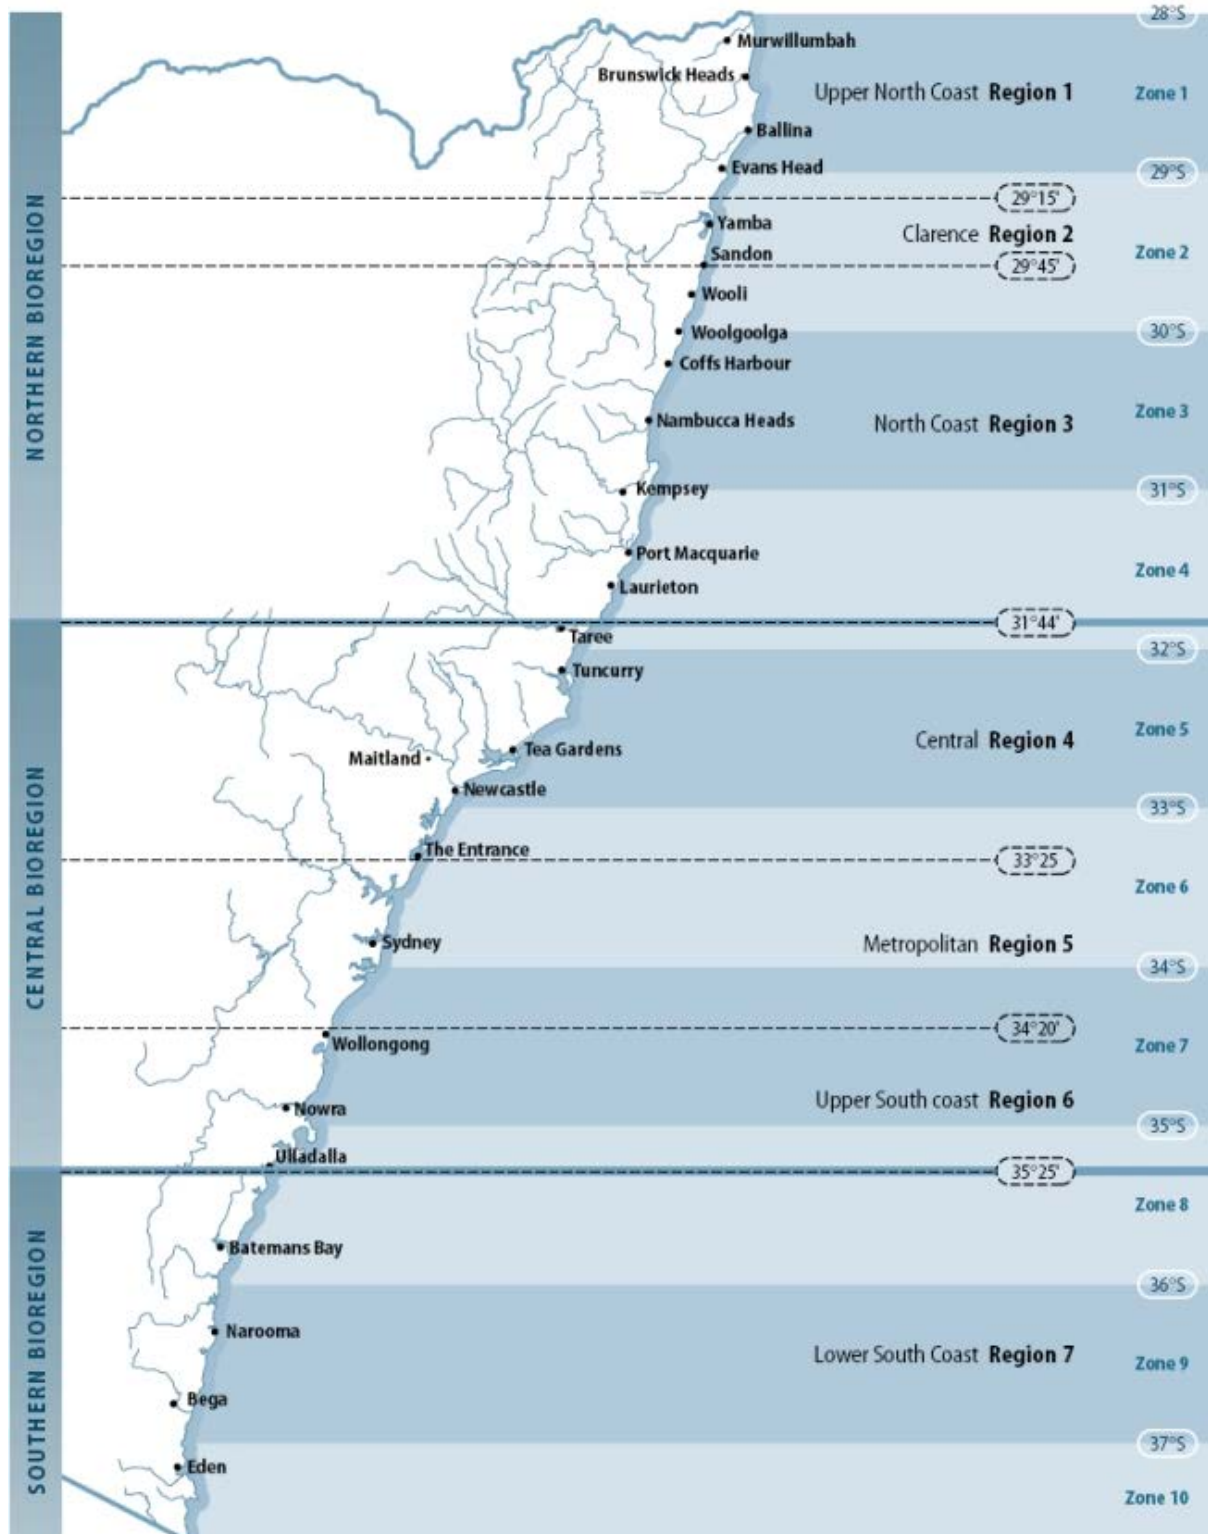 28°S
Murwillumbah
Brunswick Heads
Upper North Coast Region 1
Zone 1
Ballina
Evans Head
29°S
29°15'
Yamba
Clarence Region 2
Sandon
Zone 2
29°45'
Wooli
Woolgoolga
30°S
Coffs Harbour
Zone 3
Nambucca Heads
North Coast Region 3
NORTHERN BIOREGION
Kempsey
31°S
Port Macquarie
Zone 4
Laurieton
31°44'
Taree
32°S
Tuncurry
Zone 5
Central Region 4
Tea Gardens
Maitland
Newcastle
33°S
The Entrance
33°25
Zone 6
CENTRAL BIOREGION
Sydney
Metropolitan Region 5
34°S
34°20'
Wollongong
Zone 7
Upper South coast Region 6
Nowra
35°S
Ulladalla
35°25'
Zone 8
Batemans Bay
36°S
Narooma
Lower South Coast Region 7
Zone 9
SOUTHERN BIOREGION
Bega
37°S
Eden
Zone 10